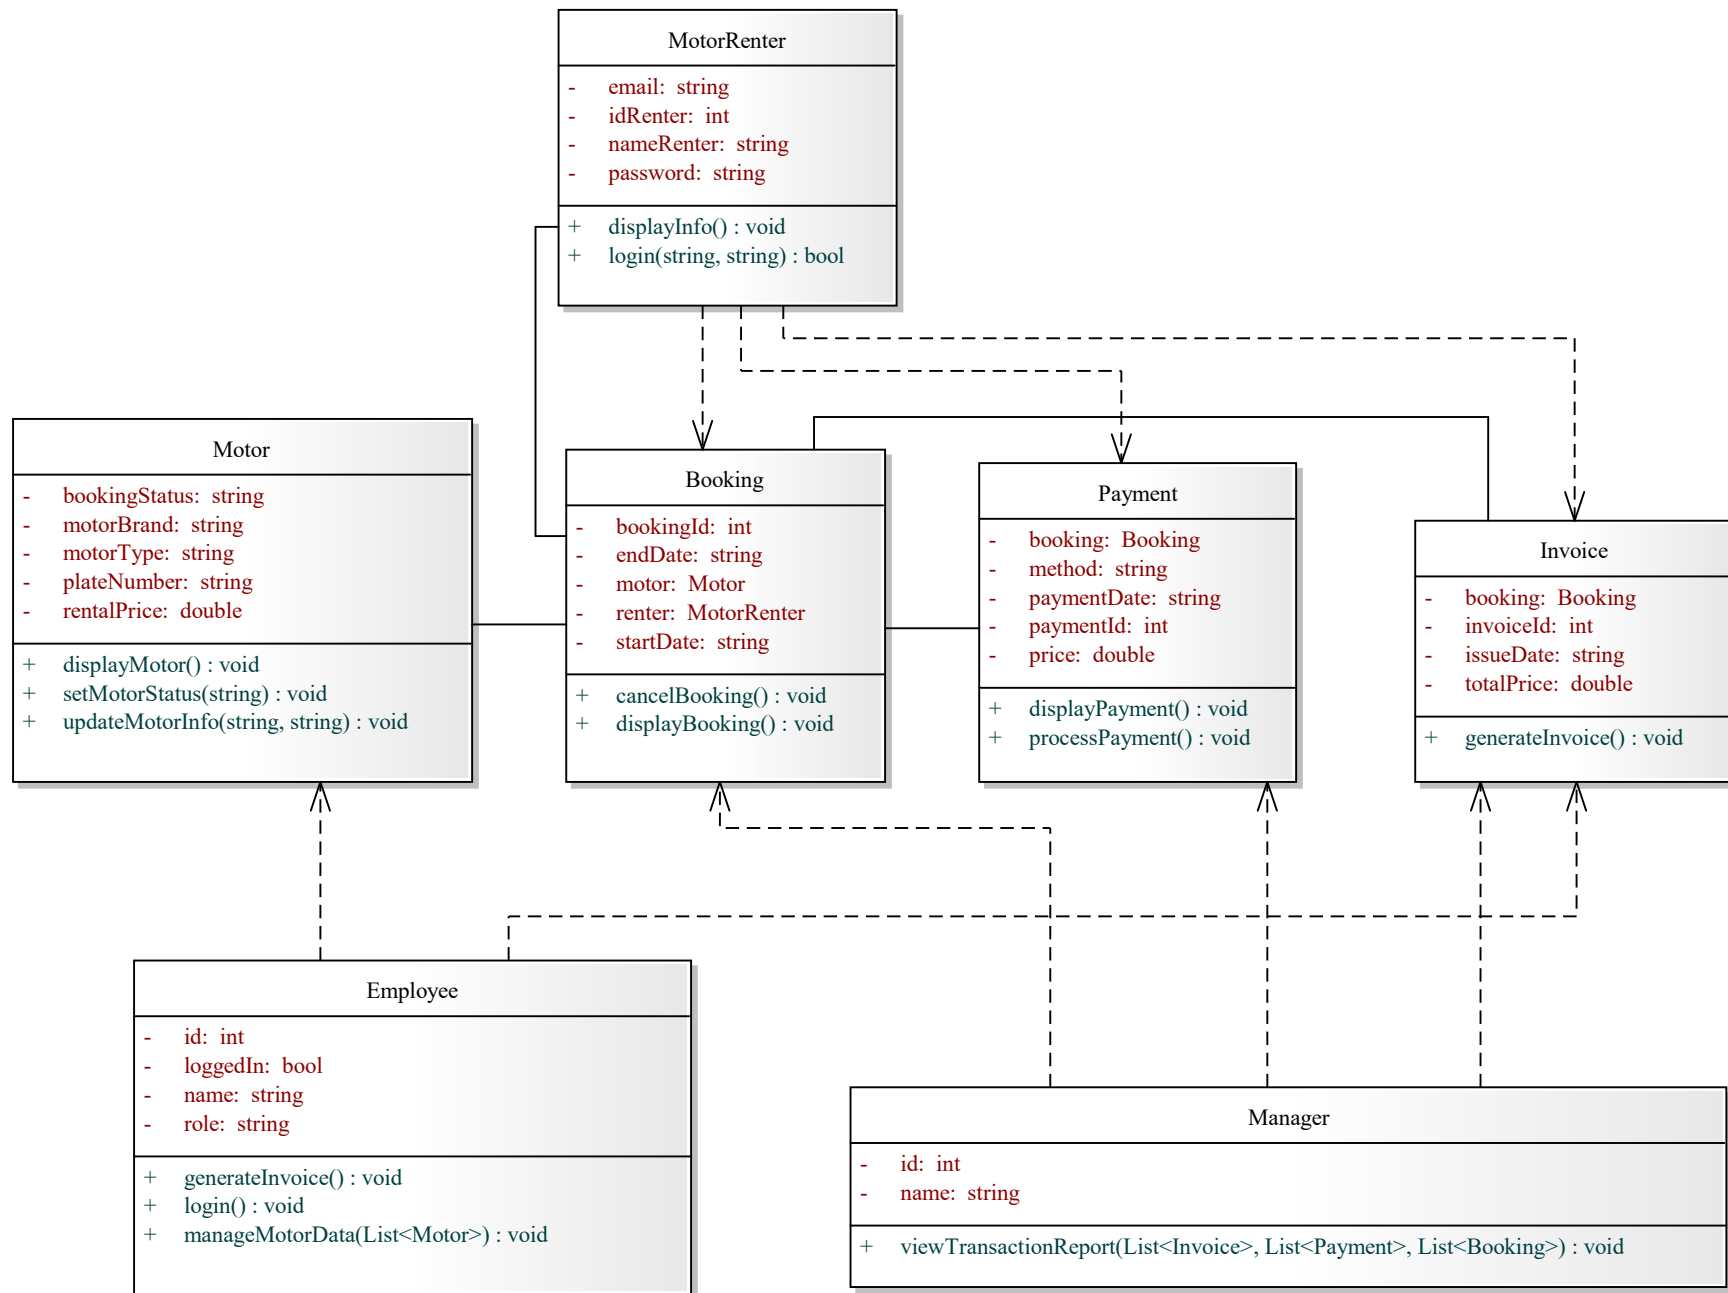 MotorRenter
- email: string
- idRenter: int
- nameRenter: string
- password: string
+ displayInfo() : void
+ login(string, string) : bool
Motor
- bookingStatus: string
- motorBrand: string
- motorType: string
- plateNumber: string
- rentalPrice: double
+ displayMotor() : void
+ setMotorStatus(string) : void
+ updateMotorInfo(string, string) : void
Booking
- bookingId: int
- endDate: string
- motor: Motor
- renter: MotorRenter
- startDate: string
+ cancelBooking() : void
+ displayBooking() : void
Payment
- booking: Booking
- method: string
- paymentDate: string
- paymentId: int
- price: double
+ displayPayment() : void
+ processPayment() : void
Invoice
- booking: Booking
- invoiceId: int
- issueDate: string
- totalPrice: double
+ generateInvoice() : void
Employee
- id: int
- loggedIn: bool
- name: string
- role: string
+ generateInvoice() : void
+ login() : void
+ manageMotorData(List<Motor>) : void
Manager
- id: int
- name: string
+ viewTransactionReport(List<Invoice>, List<Payment>, List<Booking>) : void